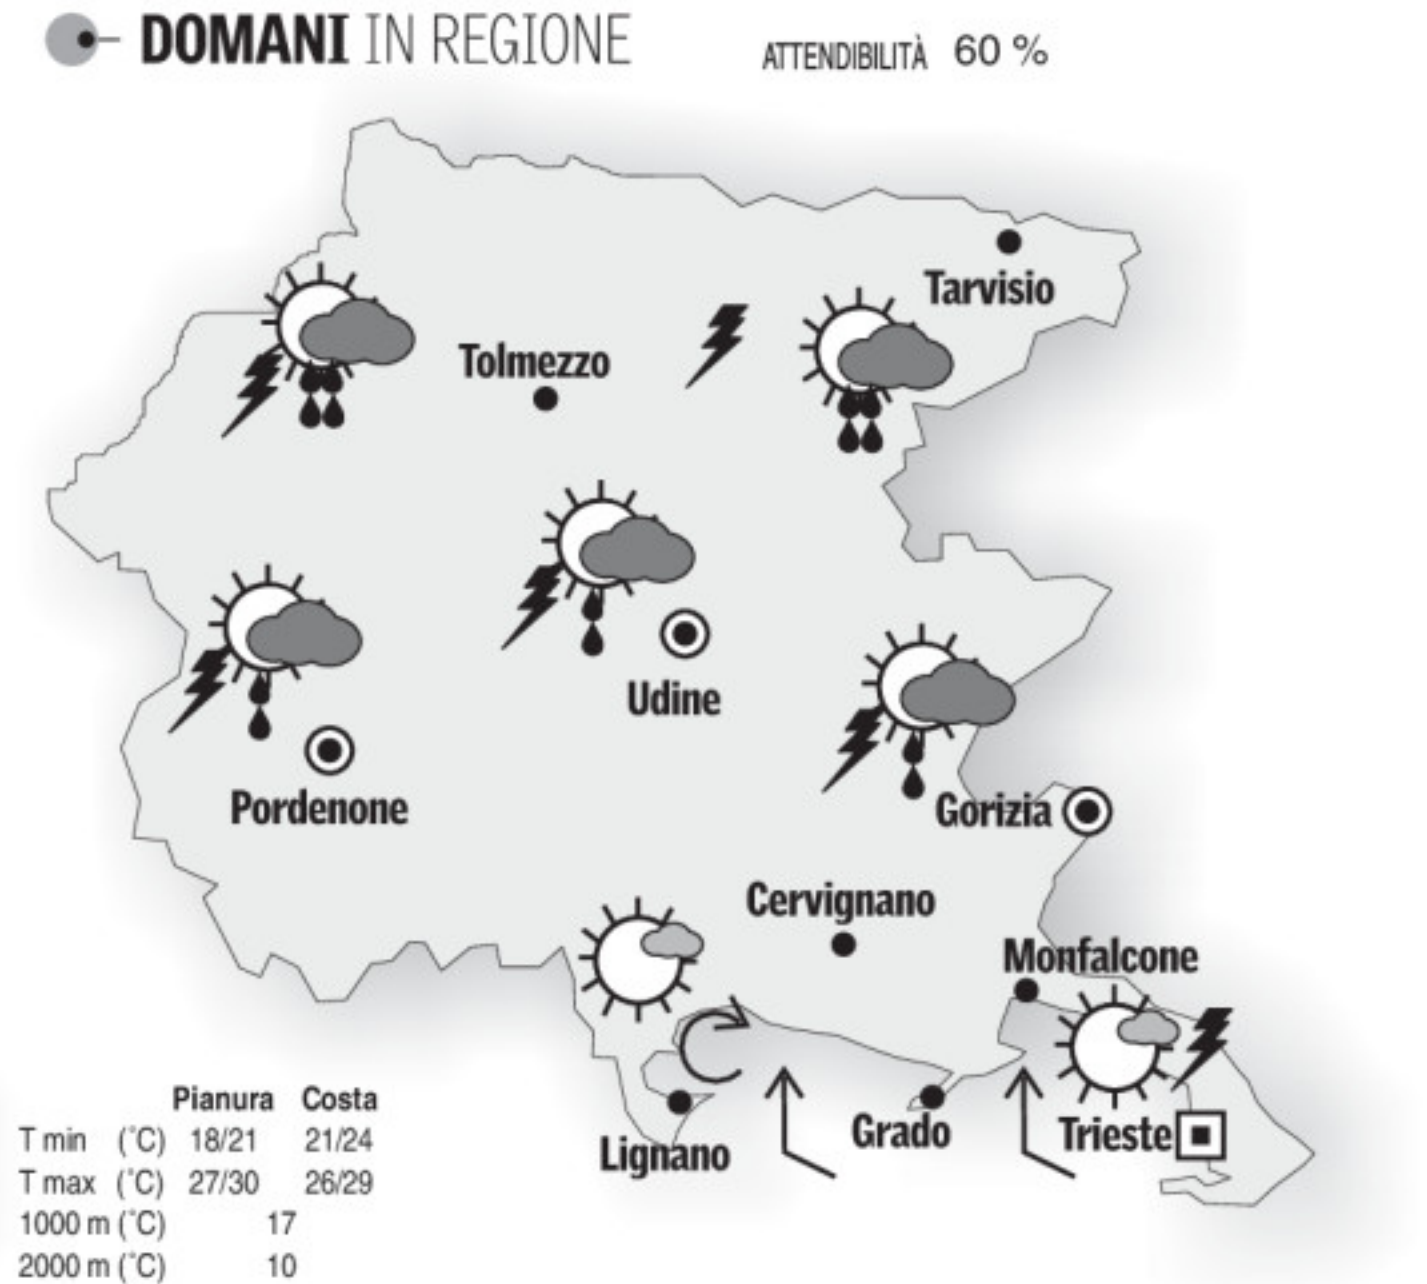 DOMANI IN REGIONE
ATTENDIBILITÀ 60 %
Tarvisio
Tolmezzo
Udine
Pordenone
Gorizia
Cervignano
Monfalcone
Trieste
Grado
Lignano
Pianura Costa
T min (°C) 18/21 21/24
T max (°C) 27/30 26/29
1000 m (°C) 17
2000 m (°C) 10